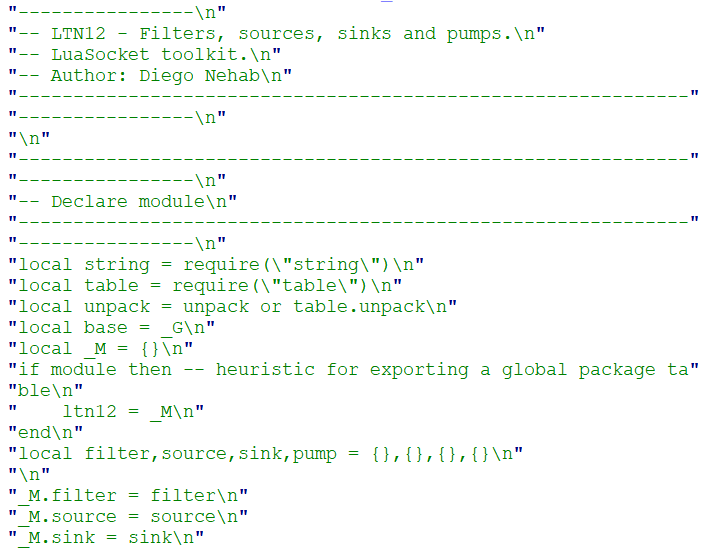 "----------------\n"
"-- LTN12 - Filters, sources, sinks and pumps.\n"
"-- LuaSocket toolkit.\n"
"-- Author: Diego Nehab\n"
"-------------------------------------------------------------"
"----------------\n"
"\n"
"-------------------------------------------------------------"
"----------------\n"
"-- Declare module\n"
"-------------------------------------------------------------"
"----------------\n"
"local string = require(\"string\")\n"
"local table = require(\"table\")\n"
"local unpack = unpack or table.unpack\n"
"local base = _G\n"
"local _M = {}\n"
"if module then -- heuristic for exporting a global package ta"
"ble\n"
"    ltn12 = _M\n"
"end\n"
"local filter,source,sink,pump = {},{},{},{}\n"
"\n"
"_M.filter = filter\n"
"_M.source = source\n"
"_M.sink = sink\n"